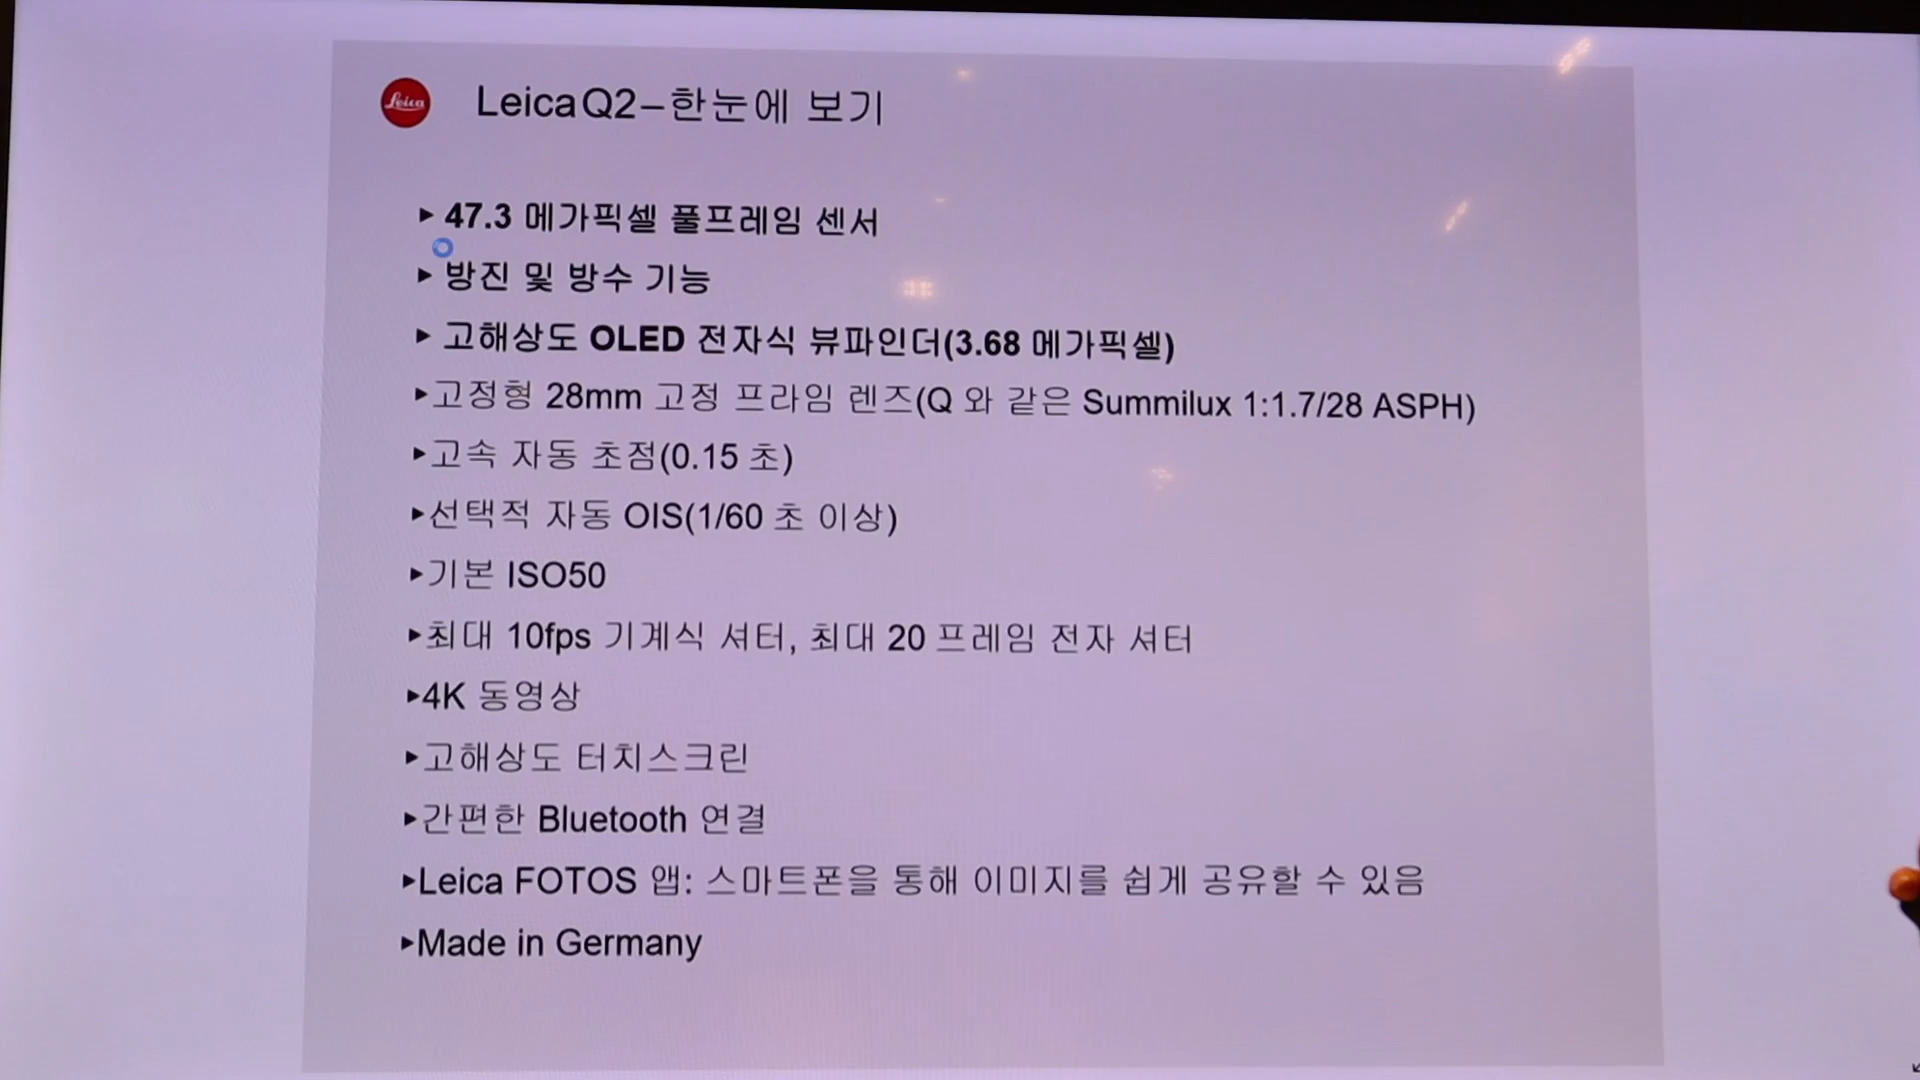 Leica
Leica Q2–한눈에 보기
▸ 47.3 메가픽셀 풀프레임 센서
▸ 방진 및 방수 기능
▸ 고해상도 OLED 전자식 뷰파인더(3.68 메가픽셀)
▸고정형 28mm 고정 프라임 렌즈(Q 와 같은 Summilux 1:1.7/28 ASPH)
▸고속 자동 초점(0.15 초)
▸선택적 자동 OIS(1/60 초 이상)
▸기본 ISO50
▸최대 10fps 기계식 셔터, 최대 20 프레임 전자 셔터
▸4K 동영상
▸고해상도 터치스크린
▸간편한 Bluetooth 연결
▸Leica FOTOS 앱: 스마트폰을 통해 이미지를 쉽게 공유할 수 있음
▸Made in Germany